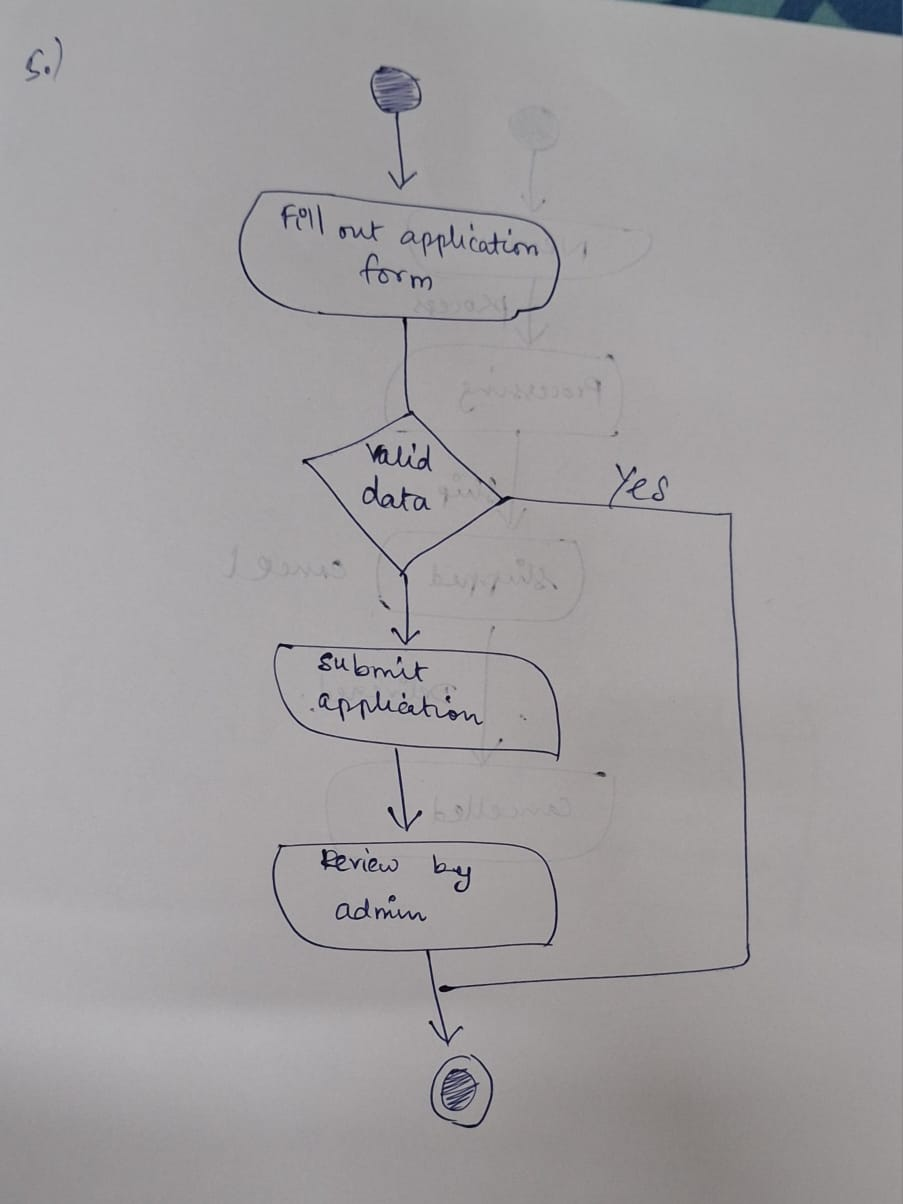 5.)
Fill out application
form
Valid
data
Yes
Submit
application
Review by
admin